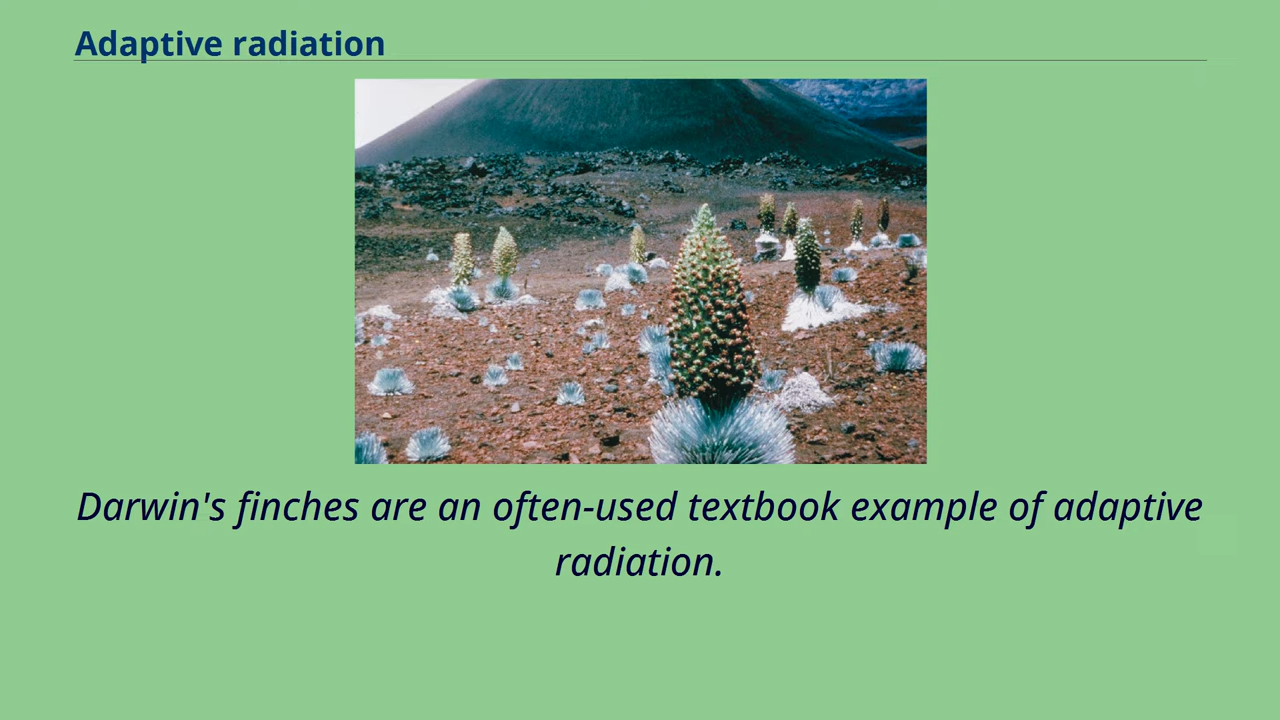 Adaptive radiation
Darwin's finches are an often-used textbook example of adaptive
radiation.